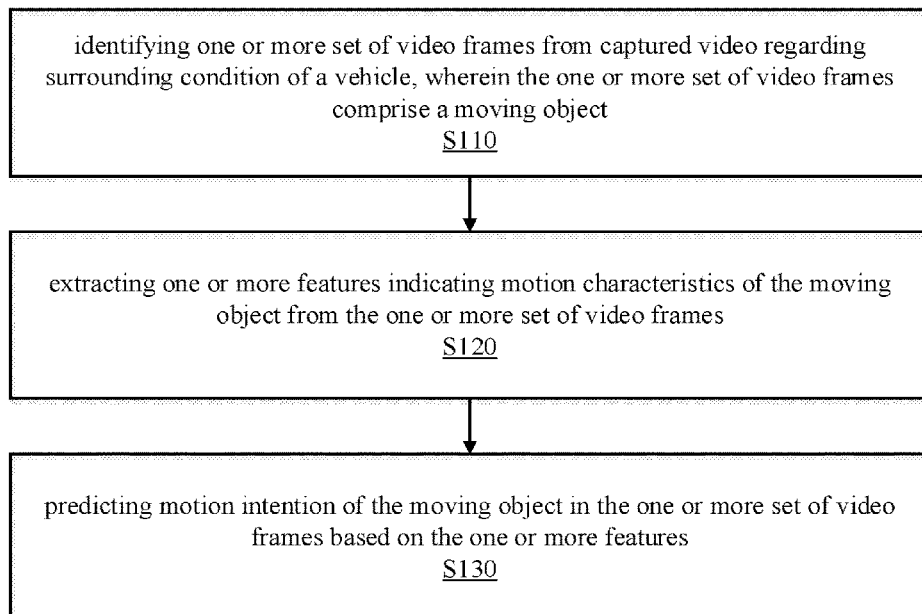 identifying one or more set of video frames from captured video regarding
surrounding condition of a vehicle, wherein the one or more set of video frames
comprise a moving object
S110
extracting one or more features indicating motion characteristics of the moving
object from the one or more set of video frames
S120
predicting motion intention of the moving object in the one or more set of video
frames based on the one or more features
S130